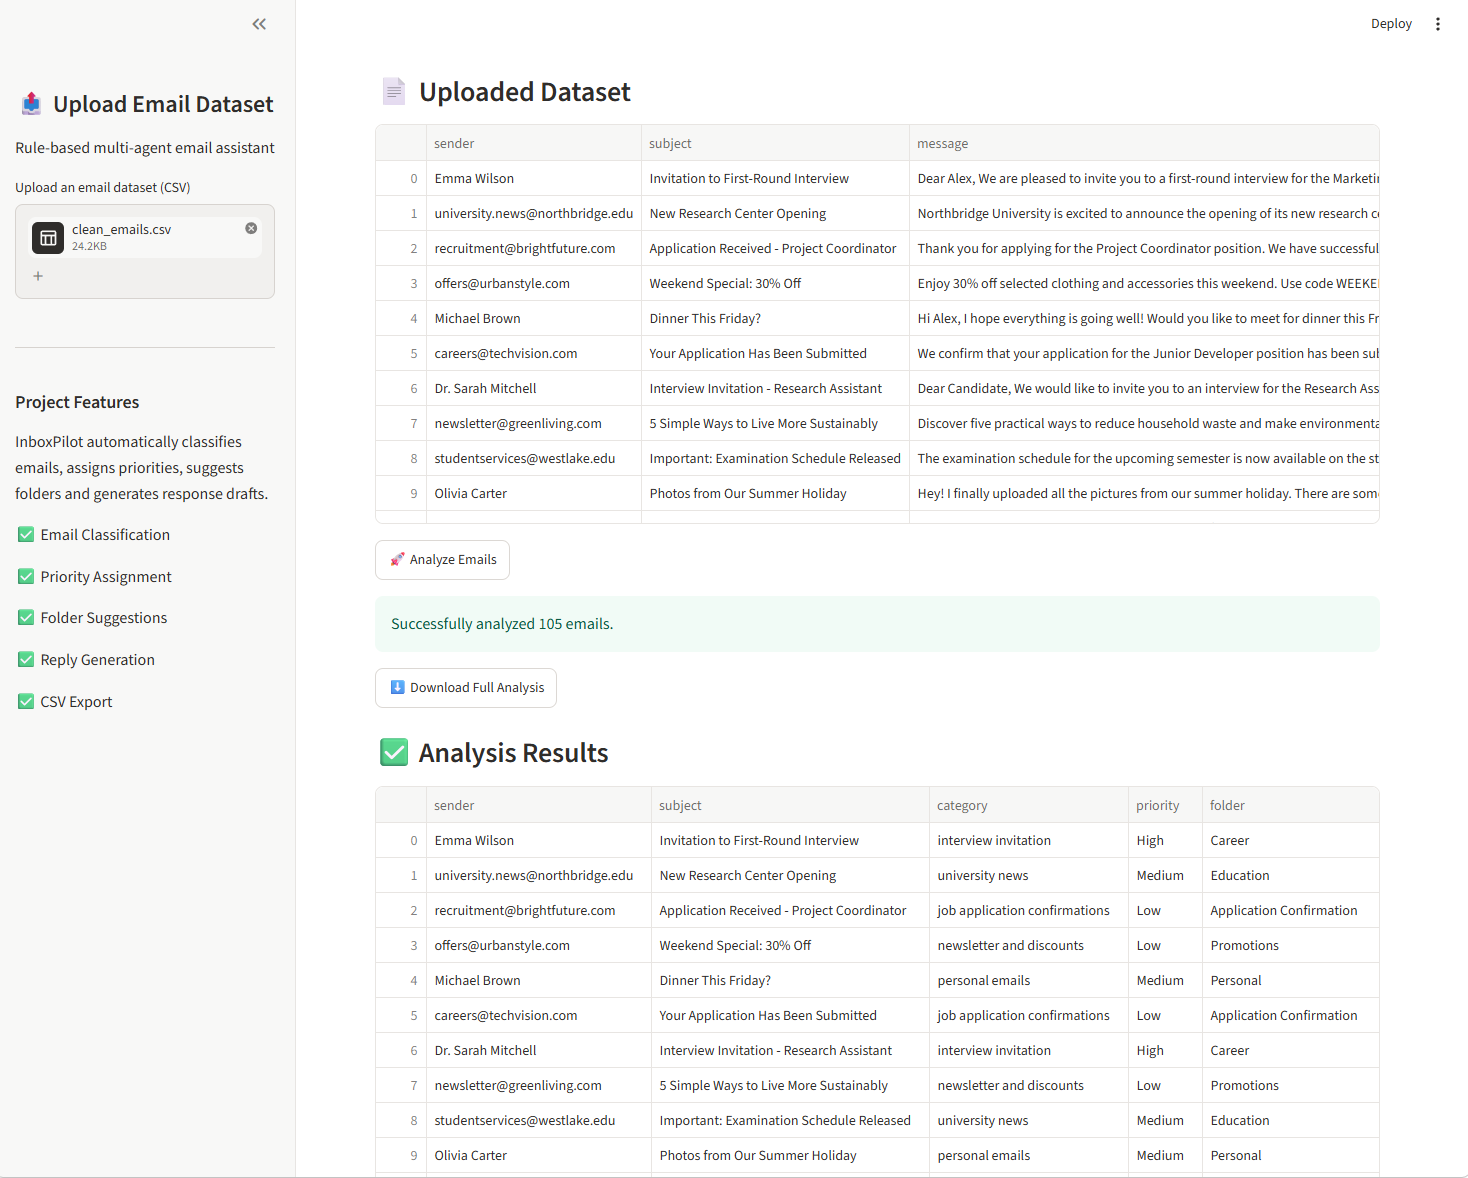 Deploy
Upload Email Dataset
Rule-based multi-agent email assistant
Upload an email dataset (CSV)
clean_emails.csv
24.2KB
Project Features
InboxPilot automatically classifies
emails, assigns priorities, suggests
folders and generates response drafts.
Email Classification
Priority Assignment
Folder Suggestions
Reply Generation
CSV Export
Uploaded Dataset
sender subject message
0 Emma Wilson Invitation to First-Round Interview Dear Alex, We are pleased to invite you to a first-round interview for the Marketin
1 university.news@northbridge.edu New Research Center Opening Northbridge University is excited to announce the opening of its new research c
2 recruitment@brightfuture.com Application Received - Project Coordinator Thank you for applying for the Project Coordinator position. We have successful
3 offers@urbanstyle.com Weekend Special: 30% Off Enjoy 30% off selected clothing and accessories this weekend. Use code WEEKE
4 Michael Brown Dinner This Friday? Hi Alex, I hope everything is going well! Would you like to meet for dinner this Fr
5 careers@techvision.com Your Application Has Been Submitted We confirm that your application for the Junior Developer position has been sub
6 Dr. Sarah Mitchell Interview Invitation - Research Assistant Dear Candidate, We would like to invite you to an interview for the Research Ass
7 newsletter@greenliving.com 5 Simple Ways to Live More Sustainably Discover five practical ways to reduce household waste and make environmenta
8 studentservices@westlake.edu Important: Examination Schedule Released The examination schedule for the upcoming semester is now available on the st
9 Olivia Carter Photos from Our Summer Holiday Hey! I finally uploaded all the pictures from our summer holiday. There are som
Analyze Emails
Successfully analyzed 105 emails.
Download Full Analysis
Analysis Results
sender subject category priority folder
0 Emma Wilson Invitation to First-Round Interview interview invitation High Career
1 university.news@northbridge.edu New Research Center Opening university news Medium Education
2 recruitment@brightfuture.com Application Received - Project Coordinator job application confirmations Low Application Confirmation
3 offers@urbanstyle.com Weekend Special: 30% Off newsletter and discounts Low Promotions
4 Michael Brown Dinner This Friday? personal emails Medium Personal
5 careers@techvision.com Your Application Has Been Submitted job application confirmations Low Application Confirmation
6 Dr. Sarah Mitchell Interview Invitation - Research Assistant interview invitation High Career
7 newsletter@greenliving.com 5 Simple Ways to Live More Sustainably newsletter and discounts Low Promotions
8 studentservices@westlake.edu Important: Examination Schedule Released university news Medium Education
9 Olivia Carter Photos from Our Summer Holiday personal emails Medium Personal